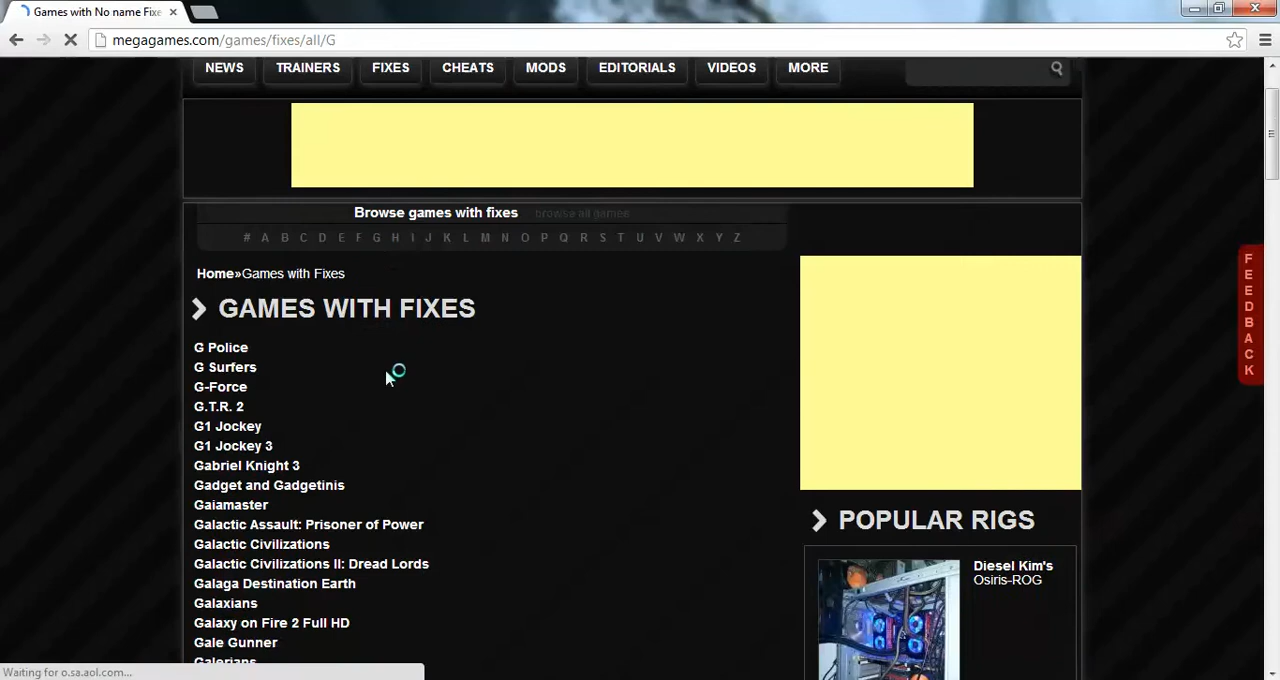 Games with No name Fixe
megagames.com/games/fixes/all/G
NEWS TRAINERS FIXES CHEATS MODS EDITORIALS VIDEOS MORE
Browse games with fixes browse all games
# A B C D E F G H I J K L M N O P Q R S T U V W X Y Z
Home»Games with Fixes
GAMES WITH FIXES
G Police
G Surfers
G-Force
G.T.R. 2
G1 Jockey
G1 Jockey 3
Gabriel Knight 3
Gadget and Gadgetinis
Gaiamaster
Galactic Assault: Prisoner of Power
Galactic Civilizations
Galactic Civilizations II: Dread Lords
Galaga Destination Earth
Galaxians
Galaxy on Fire 2 Full HD
Gale Gunner
Galerians
POPULAR RIGS
Diesel Kim's
Osiris-ROG
FEEDBACK
Waiting for o.sa.aol.com...